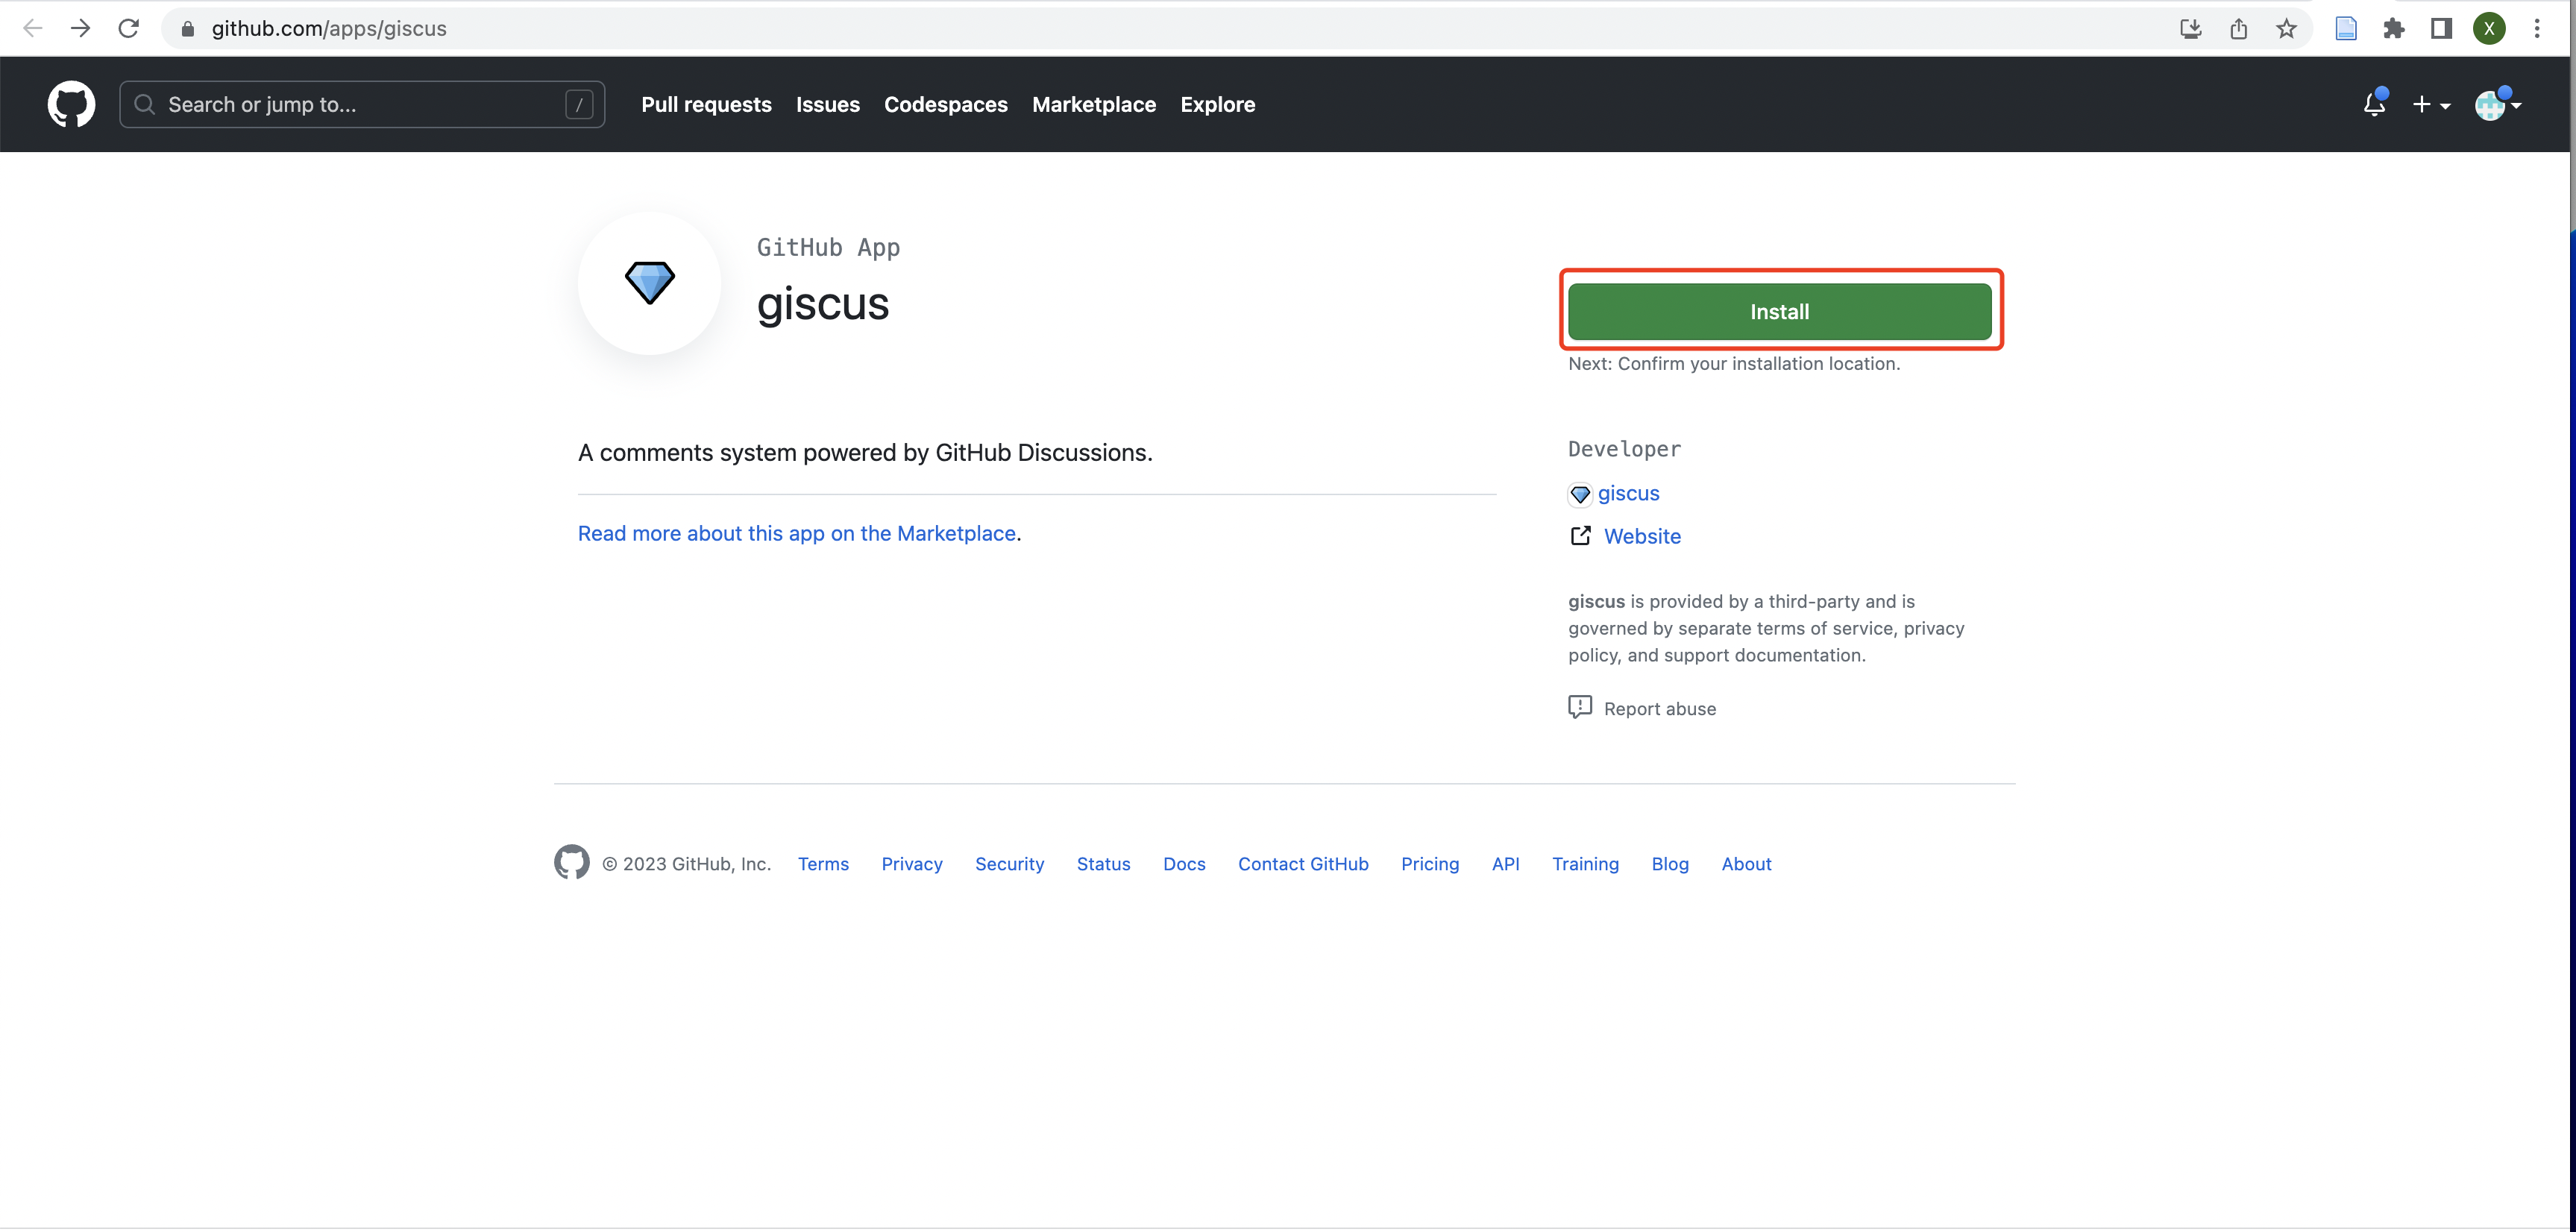 github.com/apps/giscus
X
Search or jump to...
/
Pull requests Issues Codespaces Marketplace Explore
GitHub App
giscus
Install
Next: Confirm your installation location.
A comments system powered by GitHub Discussions.
Read more about this app on the Marketplace.
Developer
giscus
Website
giscus is provided by a third-party and is
governed by separate terms of service, privacy
policy, and support documentation.
Report abuse
© 2023 GitHub, Inc. Terms Privacy Security Status Docs Contact GitHub Pricing API Training Blog About